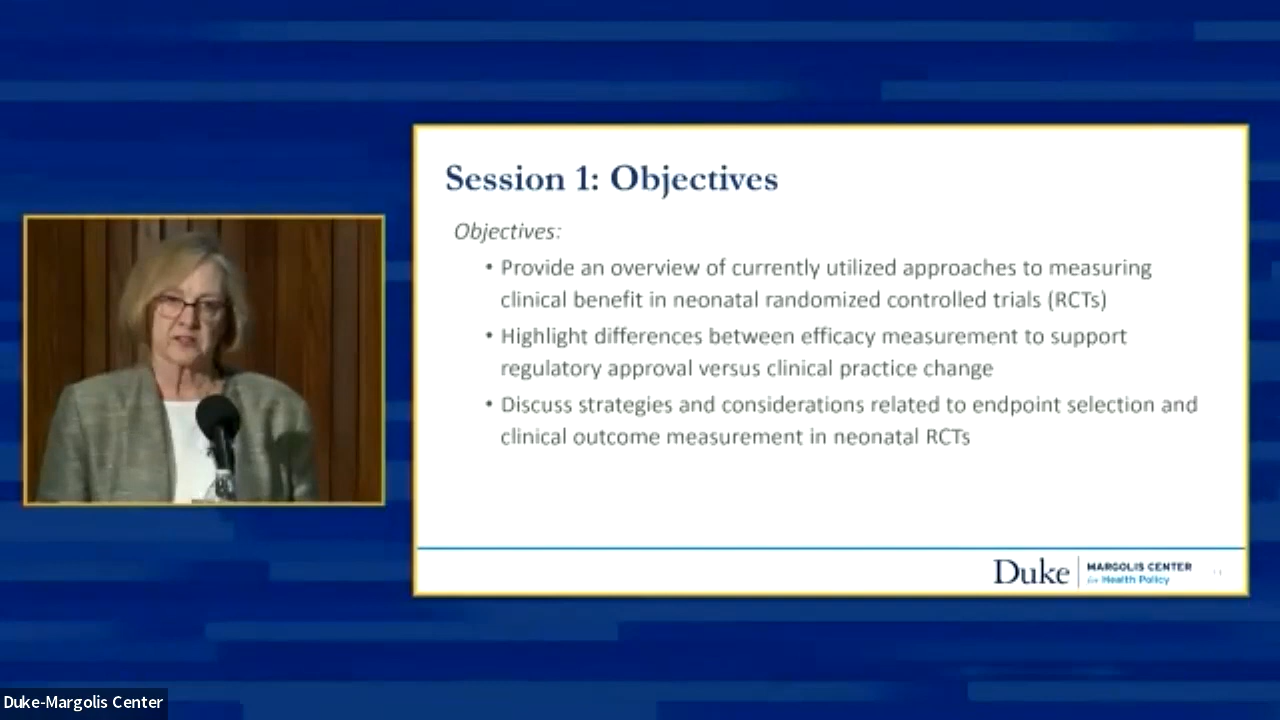 Session 1: Objectives
Objectives:
• Provide an overview of currently utilized approaches to measuring
clinical benefit in neonatal randomized controlled trials (RCTs)
• Highlight differences between efficacy measurement to support
regulatory approval versus clinical practice change
• Discuss strategies and considerations related to endpoint selection and
clinical outcome measurement in neonatal RCTs
Duke MARGOLIS CENTER
for Health Policy
Duke-Margolis Center